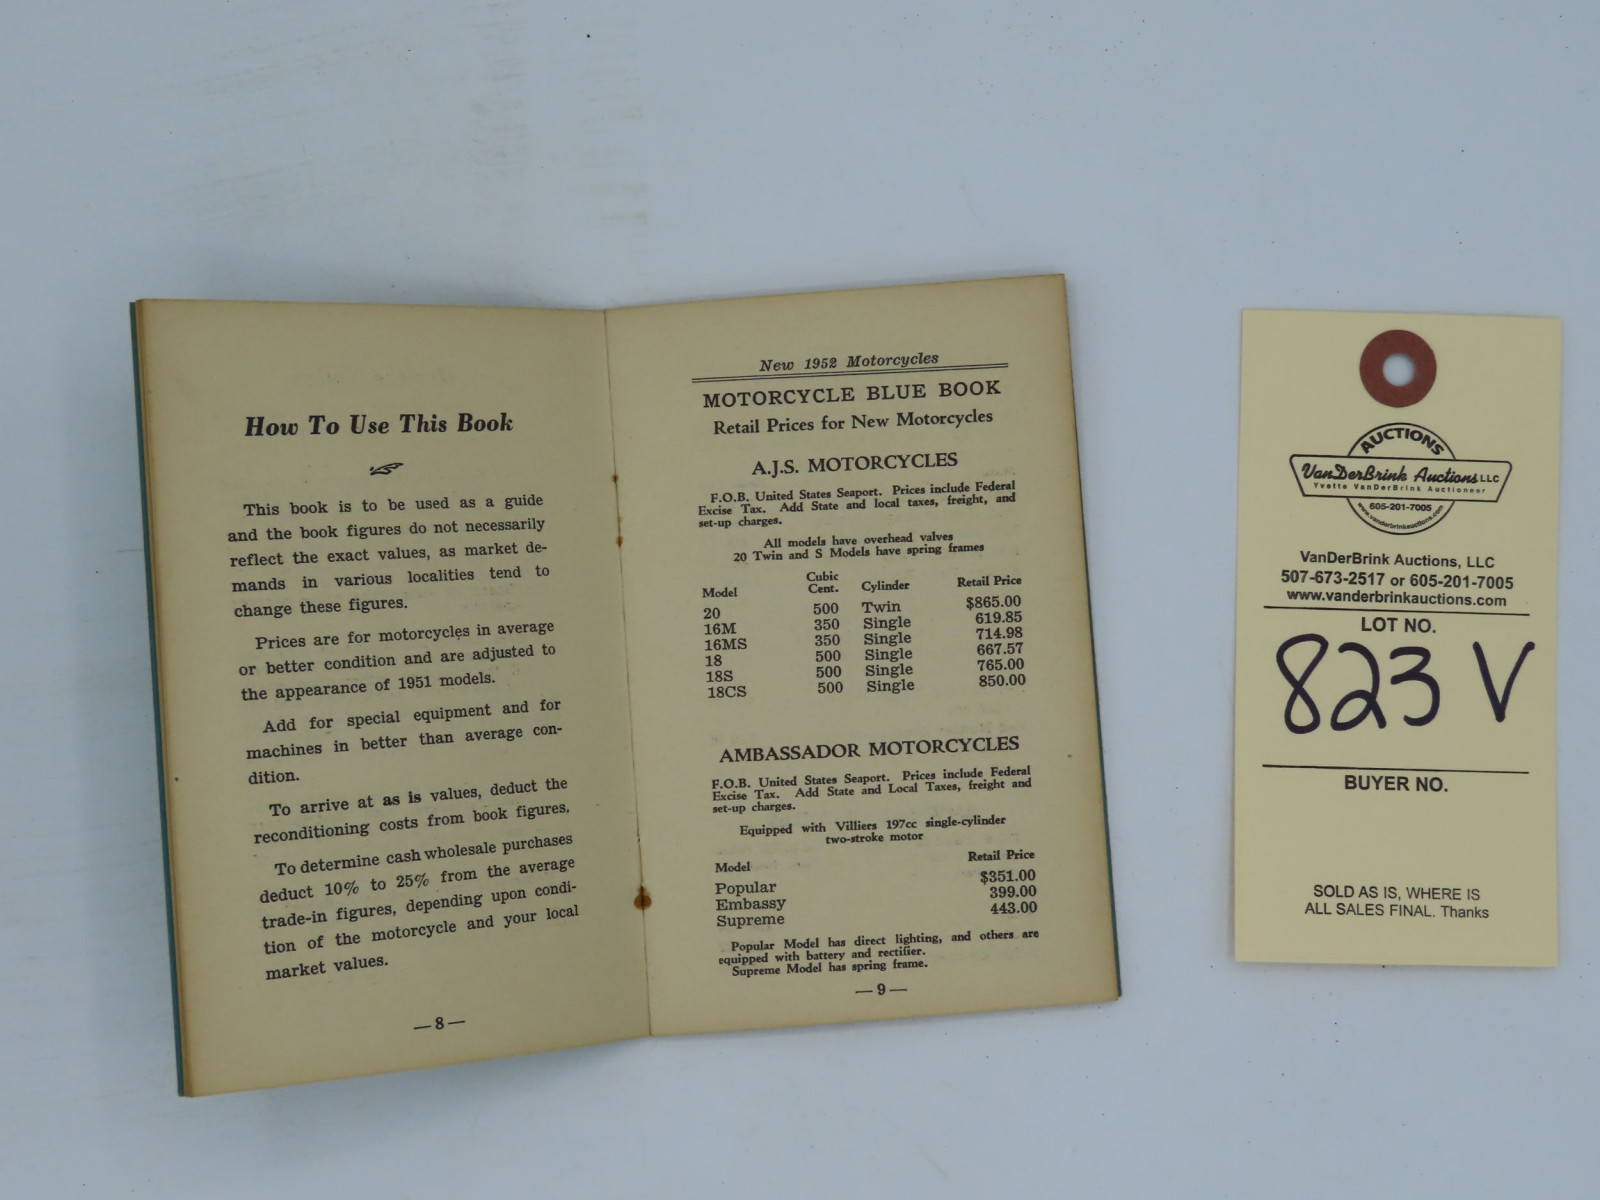 How To Use This Book
This book is to be used as a guide
and the book figures do not necessarily
reflect the exact values, as market de-
mands in various localities tend to
change these figures.
Prices are for motorcycles in average
or better condition and are adjusted to
the appearance of 1951 models.
Add for special equipment and for
machines in better than average con-
dition.
To arrive at as is values, deduct the
reconditioning costs from book figures.
To determine cash wholesale purchases
deduct 10% to 25% from the average
trade-in figures, depending upon condi-
tion of the motorcycle and your local
market values.
—8—
New 1952 Motorcycles
MOTORCYCLE BLUE BOOK
Retail Prices for New Motorcycles
A.J.S. MOTORCYCLES
F.O.B. United States Seaport. Prices include Federal
Excise Tax. Add State and local taxes, freight, and
set-up charges.
All models have overhead valves
20 Twin and S Models have spring frames
Model Cubic Cent. Cylinder Retail Price
20 500 Twin $865.00
16M 350 Single 619.85
16MS 350 Single 714.98
18 500 Single 667.57
18S 500 Single 765.00
18CS 500 Single 850.00
AMBASSADOR MOTORCYCLES
F.O.B. United States Seaport. Prices include Federal
Excise Tax. Add State and Local Taxes, freight and
set-up charges.
Equipped with Villiers 197cc single-cylinder
two-stroke motor
Model Retail Price
Popular $351.00
Embassy 399.00
Supreme 443.00
Popular Model has direct lighting, and others are
equipped with battery and rectifier.
Supreme Model has spring frame.
—9—
AUCTIONS
VanDerBrink Auctions LLC
Yvette VanDerBrink Auctioneer
605-201-7005
www.vanderbrinkauctions.com
VanDerBrink Auctions, LLC
507-673-2517 or 605-201-7005
www.vanderbrinkauctions.com
LOT NO.
823 V
BUYER NO.
SOLD AS IS, WHERE IS
ALL SALES FINAL. Thanks